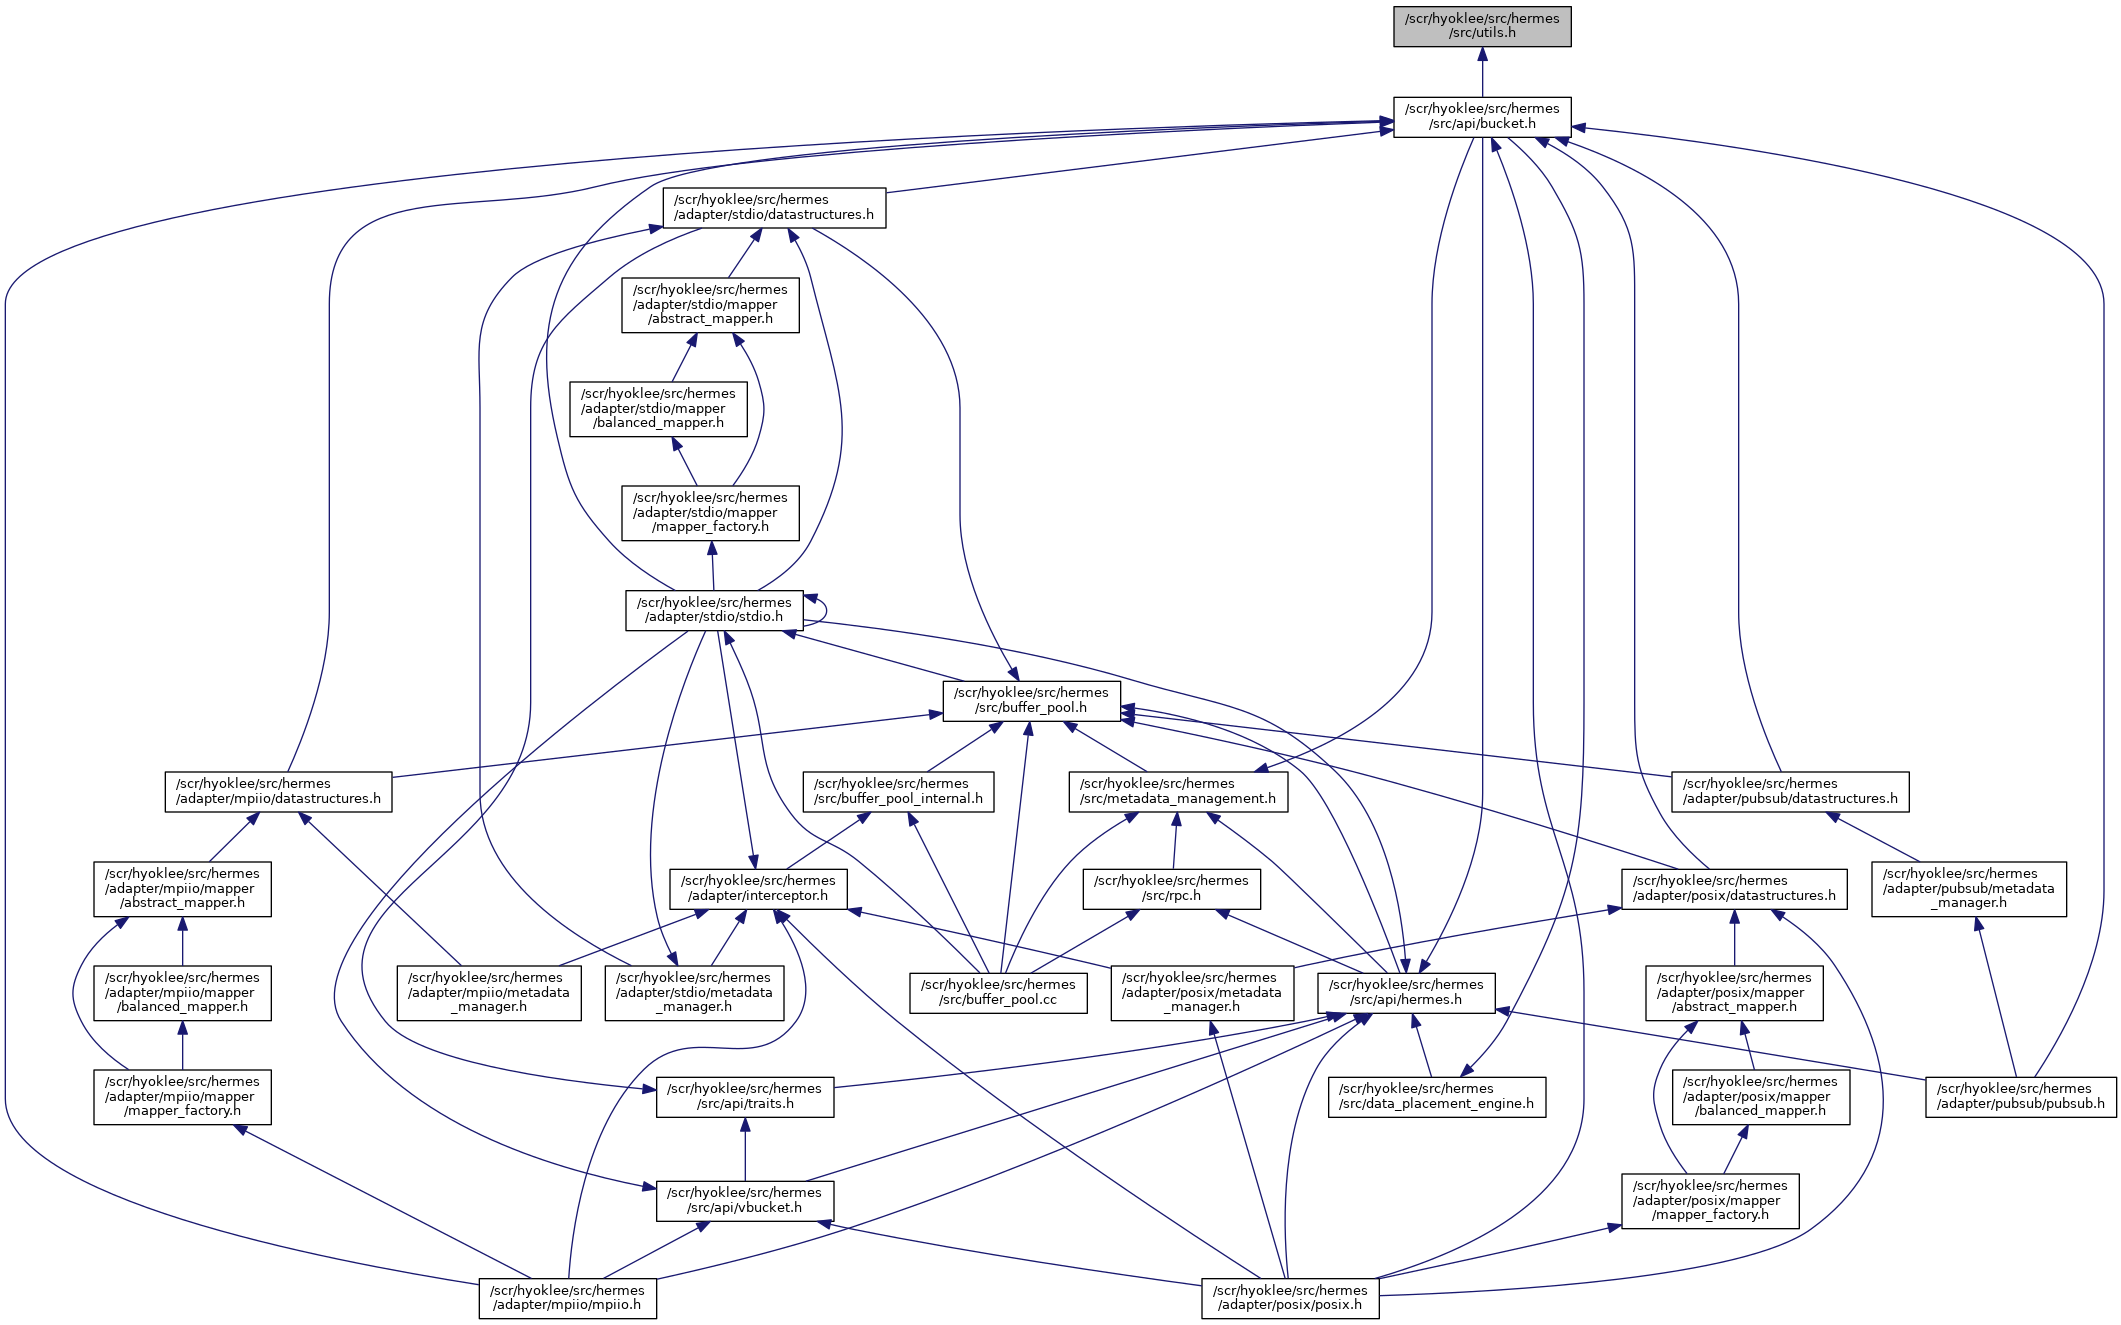 /scr/hyoklee/src/hermes
/src/utils.h
/scr/hyoklee/src/hermes
/src/api/bucket.h
/scr/hyoklee/src/hermes
/adapter/stdio/datastructures.h
/scr/hyoklee/src/hermes
/adapter/stdio/mapper
/abstract_mapper.h
/scr/hyoklee/src/hermes
/adapter/stdio/mapper
/balanced_mapper.h
/scr/hyoklee/src/hermes
/adapter/stdio/mapper
/mapper_factory.h
/scr/hyoklee/src/hermes
/adapter/stdio/stdio.h
/scr/hyoklee/src/hermes
/src/buffer_pool.h
/scr/hyoklee/src/hermes
/adapter/mpiio/datastructures.h
/scr/hyoklee/src/hermes
/src/buffer_pool_internal.h
/scr/hyoklee/src/hermes
/src/metadata_management.h
/scr/hyoklee/src/hermes
/adapter/pubsub/datastructures.h
/scr/hyoklee/src/hermes
/adapter/mpiio/mapper
/abstract_mapper.h
/scr/hyoklee/src/hermes
/adapter/interceptor.h
/scr/hyoklee/src/hermes
/src/rpc.h
/scr/hyoklee/src/hermes
/adapter/posix/datastructures.h
/scr/hyoklee/src/hermes
/adapter/pubsub/metadata
_manager.h
/scr/hyoklee/src/hermes
/adapter/mpiio/mapper
/balanced_mapper.h
/scr/hyoklee/src/hermes
/adapter/mpiio/metadata
_manager.h
/scr/hyoklee/src/hermes
/adapter/stdio/metadata
_manager.h
/scr/hyoklee/src/hermes
/src/buffer_pool.cc
/scr/hyoklee/src/hermes
/adapter/posix/metadata
_manager.h
/scr/hyoklee/src/hermes
/src/api/hermes.h
/scr/hyoklee/src/hermes
/adapter/posix/mapper
/abstract_mapper.h
/scr/hyoklee/src/hermes
/adapter/mpiio/mapper
/mapper_factory.h
/scr/hyoklee/src/hermes
/src/api/traits.h
/scr/hyoklee/src/hermes
/src/data_placement_engine.h
/scr/hyoklee/src/hermes
/adapter/posix/mapper
/balanced_mapper.h
/scr/hyoklee/src/hermes
/adapter/pubsub/pubsub.h
/scr/hyoklee/src/hermes
/src/api/vbucket.h
/scr/hyoklee/src/hermes
/adapter/posix/mapper
/mapper_factory.h
/scr/hyoklee/src/hermes
/adapter/mpiio/mpiio.h
/scr/hyoklee/src/hermes
/adapter/posix/posix.h